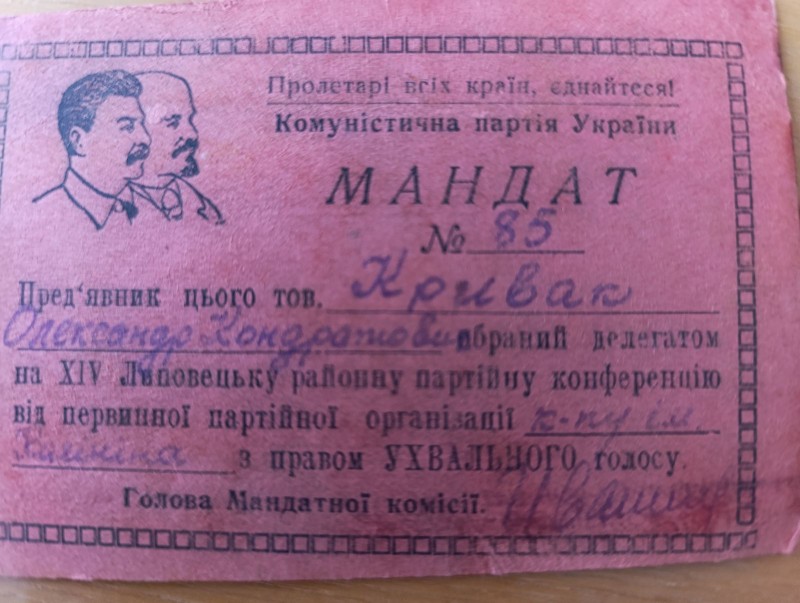 Пролетарі всіх країн, єднайтеся!
Комуністична партія України
МАНДАТ
№ 85
Пред'явник цього тов. Кривак
Олександр Кондратович обраний делегатом
на XIV Липовецьку районну партійну конференцію
від первинної партійної організації к-пу ім.
з правом УХВАЛЬНОГО голосу.
Голова Мандатної комісії.